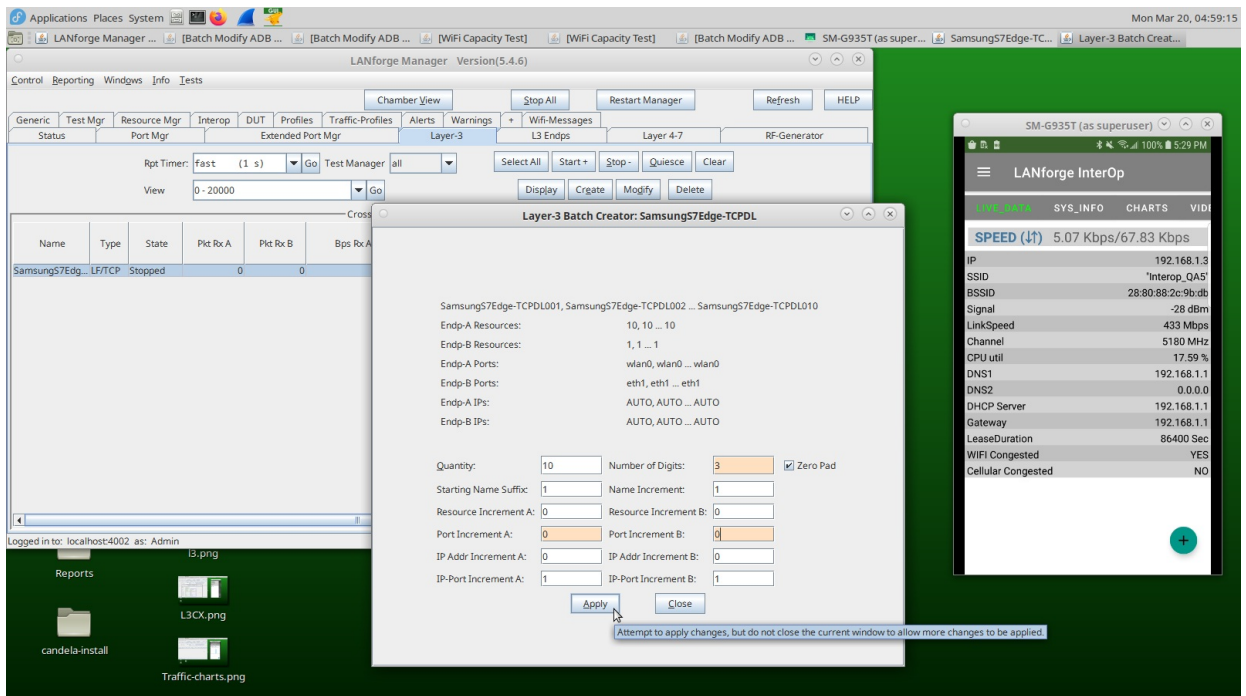 Applications Places System Mon Mar 20, 04:59:15
LANforge Manager ... [Batch Modify ADB ... [Batch Modify ADB ... [WiFi Capacity Test] [WiFi Capacity Test] [Batch Modify ADB ... SM-G935T (as super... SamsungS7Edge-TC... Layer-3 Batch Creat...
LANforge Manager Version(5.4.6)
Control Reporting Windows Info Tests
Chamber View Stop All Restart Manager Refresh HELP
Generic Test Mgr Resource Mgr Interop DUT Profiles Traffic-Profiles Alerts Warnings + Wifi-Messages
Status Port Mgr Extended Port Mgr Layer-3 L3 Endps Layer 4-7 RF-Generator
Rpt Timer: fast (1 s) Go Test Manager all Select All Start + Stop - Quiesce Clear
View 0 - 20000 Go Display Create Modify Delete
Cross
Name Type State Pkt Rx A Pkt Rx B Bps Rx A
SamsungS7Edg... LF/TCP Stopped 0 0
Logged in to: localhost:4002 as: Admin
Layer-3 Batch Creator: SamsungS7Edge-TCPDL
SamsungS7Edge-TCPDL001, SamsungS7Edge-TCPDL002 ... SamsungS7Edge-TCPDL010
Endp-A Resources: 10, 10 ... 10
Endp-B Resources: 1, 1 ... 1
Endp-A Ports: wlan0, wlan0 ... wlan0
Endp-B Ports: eth1, eth1 ... eth1
Endp-A IPs: AUTO, AUTO ... AUTO
Endp-B IPs: AUTO, AUTO ... AUTO
Quantity: 10 Number of Digits: 3 Zero Pad
Starting Name Suffix: 1 Name Increment: 1
Resource Increment A: 0 Resource Increment B: 0
Port Increment A: 0 Port Increment B: 0
IP Addr Increment A: 0 IP Addr Increment B: 0
IP-Port Increment A: 1 IP-Port Increment B: 1
Apply Close
Attempt to apply changes, but do not close the current window to allow more changes to be applied.
SM-G935T (as superuser)
100% 5:29 PM
LANforge InterOp
LIVE_DATA SYS_INFO CHARTS VID
SPEED (↓↑) 5.07 Kbps/67.83 Kbps
IP 192.168.1.3
SSID 'Interop_QA5'
BSSID 28:80:88:2c:9b:db
Signal -28 dBm
LinkSpeed 433 Mbps
Channel 5180 MHz
CPU util 17.59 %
DNS1 192.168.1.1
DNS2 0.0.0.0
DHCP Server 192.168.1.1
Gateway 192.168.1.1
LeaseDuration 86400 Sec
WIFI Congested YES
Cellular Congested NO
+
l3.png
Reports
L3CX.png
candela-install
Traffic-charts.png